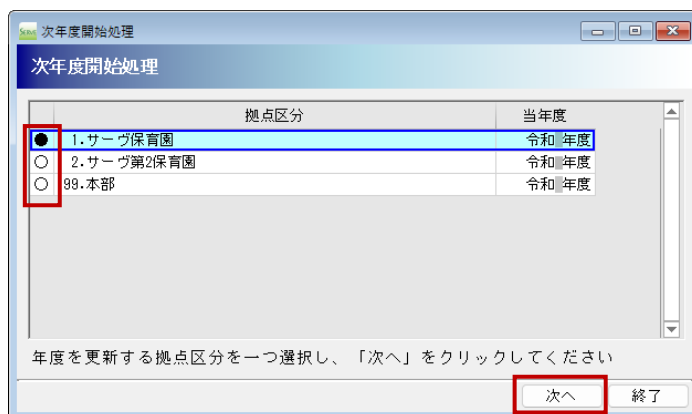 Serve 次年度開始処理
次年度開始処理
拠点区分 当年度
1.サーヴ保育園 令和 年度
2.サーヴ第2保育園 令和 年度
99.本部 令和 年度
年度を更新する拠点区分を一つ選択し、「次へ」をクリックしてください
次へ 終了